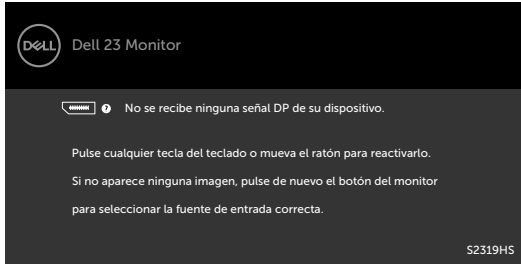 DELL Dell 23 Monitor
? No se recibe ninguna señal DP de su dispositivo.
Pulse cualquier tecla del teclado o mueva el ratón para reactivarlo.
Si no aparece ninguna imagen, pulse de nuevo el botón del monitor
para seleccionar la fuente de entrada correcta.
S2319HS